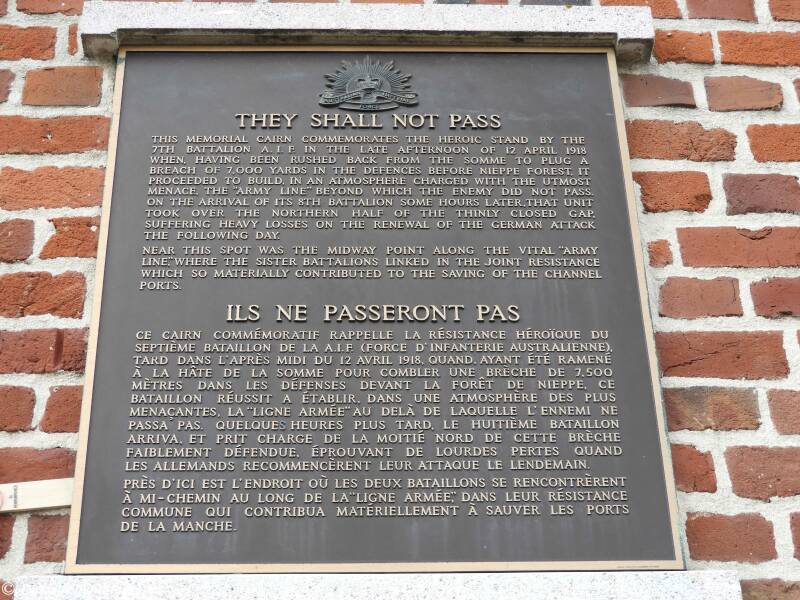 THEY SHALL NOT PASS
THIS MEMORIAL CAIRN COMMEMORATES THE HEROIC STAND BY THE
7TH BATTALION A.I.F. IN THE LATE AFTERNOON OF 12 APRIL 1918
WHEN, HAVING BEEN RUSHED BACK FROM THE SOMME TO PLUG A
BREACH OF 7,000 YARDS IN THE DEFENCES BEFORE NIEPPE FOREST, IT
PROCEEDED TO BUILD, IN AN ATMOSPHERE CHARGED WITH THE UTMOST
MENACE, THE "ARMY LINE" BEYOND WHICH THE ENEMY DID NOT PASS.
ON THE ARRIVAL OF ITS 8TH BATTALION SOME HOURS LATER, THAT UNIT
TOOK OVER THE NORTHERN HALF OF THE THINLY CLOSED GAP,
SUFFERING HEAVY LOSSES ON THE RENEWAL OF THE GERMAN ATTACK
THE FOLLOWING DAY.
NEAR THIS SPOT WAS THE MIDWAY POINT ALONG THE VITAL "ARMY
LINE," WHERE THE SISTER BATTALIONS LINKED IN THE JOINT RESISTANCE
WHICH SO MATERIALLY CONTRIBUTED TO THE SAVING OF THE CHANNEL
PORTS.
ILS NE PASSERONT PAS
CE CAIRN COMMÉMORATIF RAPPELLE LA RÉSISTANCE HÉROÏQUE DU
SEPTIÈME BATAILLON DE LA A.I.F. (FORCE D'INFANTERIE AUSTRALIENNE),
TARD DANS L'APRÈS MIDI DU 12 AVRIL 1918, QUAND, AYANT ÉTÉ RAMENÉ
À LA HÂTE DE LA SOMME POUR COMBLER UNE BRÈCHE DE 7,500
MÈTRES DANS LES DÉFENSES DEVANT LA FORÊT DE NIEPPE, CE
BATAILLON RÉUSSIT A ÉTABLIR, DANS UNE ATMOSPHÈRE DES PLUS
MENAÇANTES, LA "LIGNE ARMÉE" AU DELÀ DE LAQUELLE L'ENNEMI NE
PASSA PAS. QUELQUES HEURES PLUS TARD, LE HUITIÈME BATAILLON
ARRIVA, ET PRIT CHARGE DE LA MOITIÉ NORD DE CETTE BRÈCHE
FAIBLEMENT DÉFENDUE, ÉPROUVANT DE LOURDES PERTES QUAND
LES ALLEMANDS RECOMMENCÈRENT LEUR ATTAQUE LE LENDEMAIN.
PRÈS D'ICI EST L'ENDROIT OÙ LES DEUX BATAILLONS SE RECONTRÈRENT
À MI-CHEMIN AU LONG DE LA "LIGNE ARMÉE," DANS LEUR RÉSISTANCE
COMMUNE QUI CONTRIBUA MATÉRIELLEMENT À SAUVER LES PORTS
DE LA MANCHE.